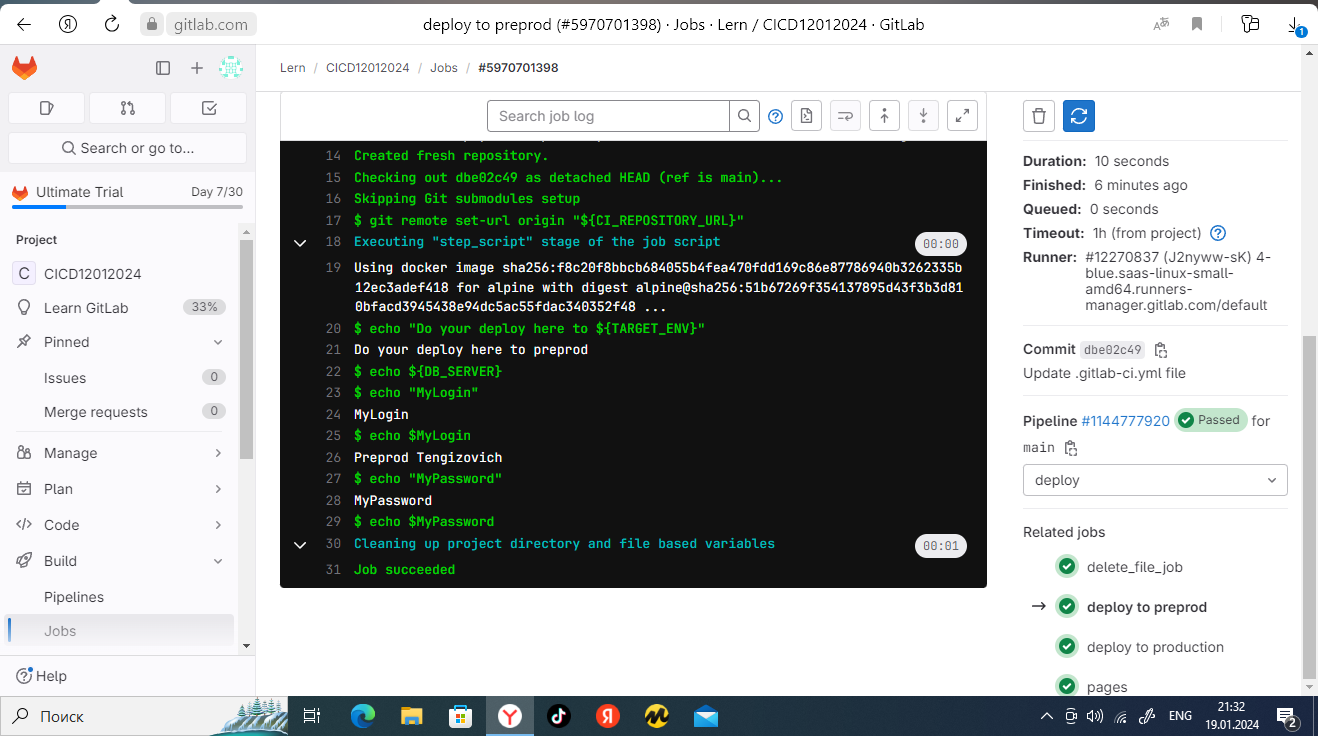 gitlab.com
deploy to preprod (#5970701398) · Jobs · Lern / CICD12012024 · GitLab
1
Lern / CICD12012024 / Jobs / #5970701398
Search or go to...
Ultimate Trial Day 7/30
Project
C CICD12012024
Learn GitLab 33%
Pinned
Issues 0
Merge requests 0
Manage
Plan
Code
Build
Pipelines
Jobs
Help
Search job log
14 Created fresh repository.
15 Checking out dbe02c49 as detached HEAD (ref is main)...
16 Skipping Git submodules setup
17 $ git remote set-url origin "${CI_REPOSITORY_URL}"
18 Executing "step_script" stage of the job script 00:00
19 Using docker image sha256:f8c20f8bbcb684055b4fea470fdd169c86e87786940b3262335b
12ec3adef418 for alpine with digest alpine@sha256:51b67269f354137895d43f3b3d81
0bfacd3945438e94dc5ac55fdac340352f48 ...
20 $ echo "Do your deploy here to ${TARGET_ENV}"
21 Do your deploy here to preprod
22 $ echo ${DB_SERVER}
23 $ echo "MyLogin"
24 MyLogin
25 $ echo $MyLogin
26 Preprod Tengizovich
27 $ echo "MyPassword"
28 MyPassword
29 $ echo $MyPassword
30 Cleaning up project directory and file based variables 00:01
31 Job succeeded
Duration: 10 seconds
Finished: 6 minutes ago
Queued: 0 seconds
Timeout: 1h (from project)
Runner: #12270837 (J2nyww-sK) 4-
blue.saas-linux-small-
amd64.runners-
manager.gitlab.com/default
Commit dbe02c49
Update .gitlab-ci.yml file
Pipeline #1144777920 Passed for
main
deploy
Related jobs
delete_file_job
deploy to preprod
deploy to production
pages
Поиск
ENG
21:32
19.01.2024
2